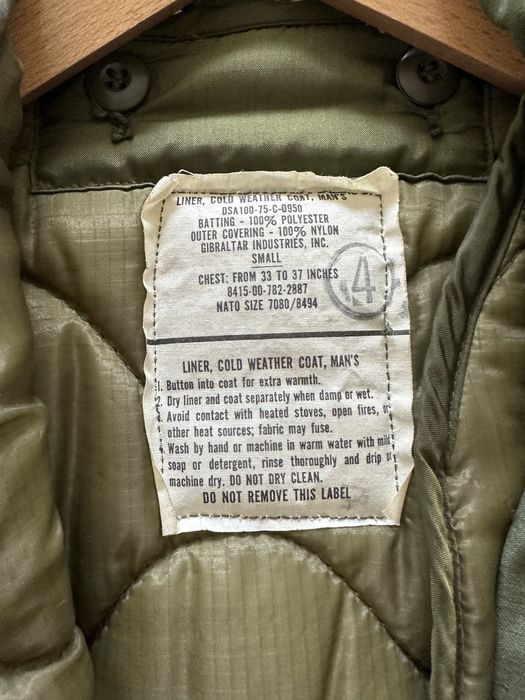 LINER, COLD WEATHER COAT, MAN'S
DSA100-75-C-0950
BATTING - 100% POLYESTER
OUTER COVERING - 100% NYLON
GIBRALTAR INDUSTRIES, INC.
SMALL
CHEST: FROM 33 TO 37 INCHES
8415-00-782-2887
NATO SIZE 7080/8494
4
LINER, COLD WEATHER COAT, MAN'S
1. Button into coat for extra warmth.
2. Dry liner and coat separately when damp or wet.
Avoid contact with heated stoves, open fires, or
other heat sources; fabric may fuse.
Wash by hand or machine in warm water with mild
soap or detergent, rinse thoroughly and drip or
machine dry. DO NOT DRY CLEAN.
DO NOT REMOVE THIS LABEL